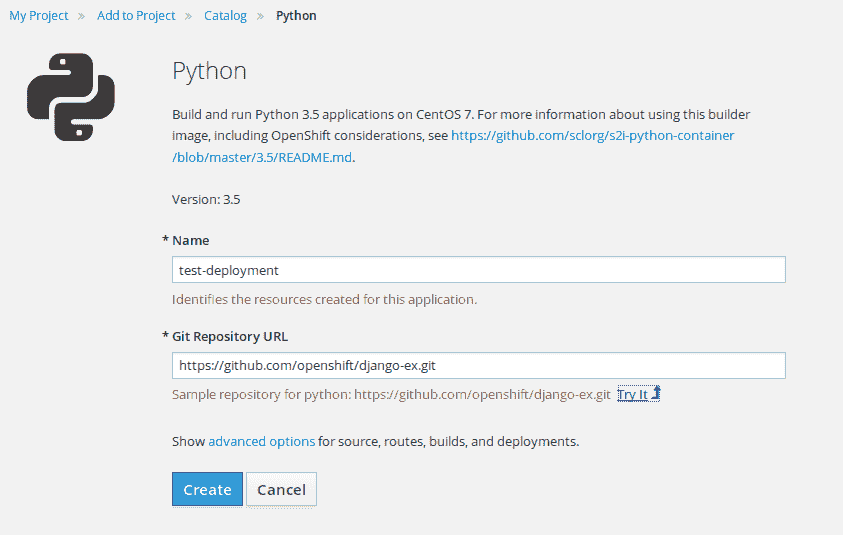 My Project » Add to Project » Catalog » Python
Python
Build and run Python 3.5 applications on CentOS 7. For more information about using this builder
image, including OpenShift considerations, see https://github.com/sclorg/s2i-python-container
/blob/master/3.5/README.md.
Version: 3.5
* Name
test-deployment
Identifies the resources created for this application.
* Git Repository URL
https://github.com/openshift/django-ex.git
Sample repository for python: https://github.com/openshift/django-ex.git Try It
Show advanced options for source, routes, builds, and deployments.
Create Cancel